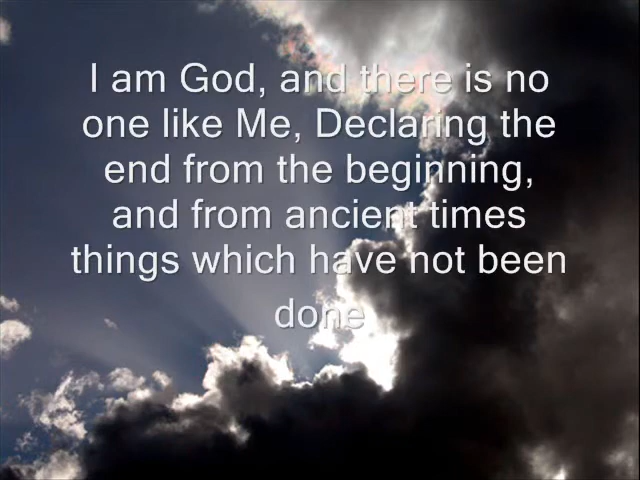 I am God, and there is no
one like Me, Declaring the
end from the beginning,
and from ancient times
things which have not been
done